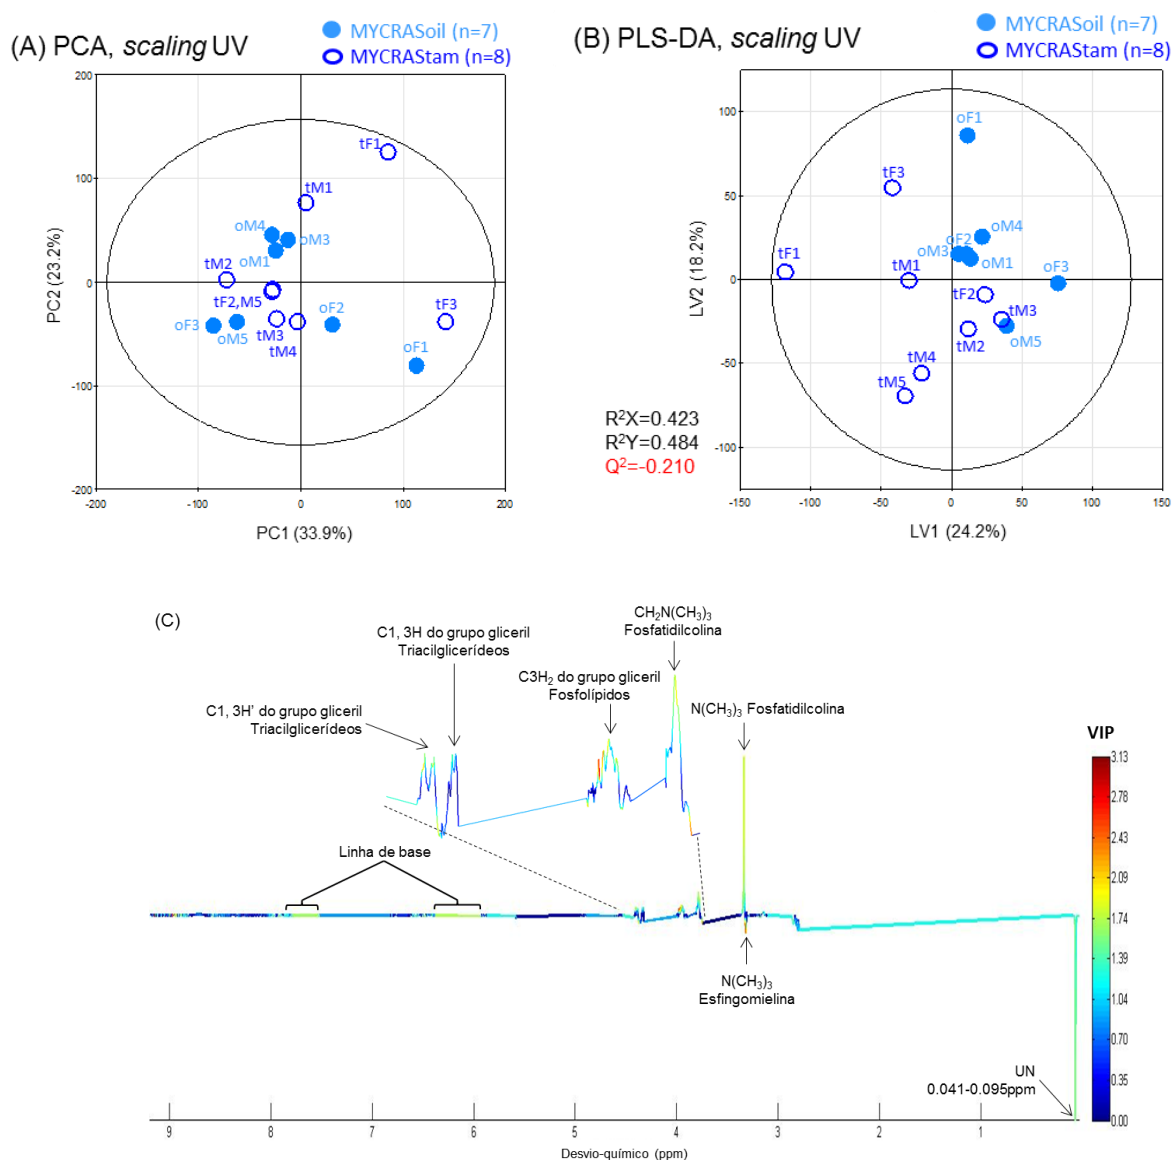 (A) PCA, scaling UV
MYCRASoil (n=7)
MYCRAStam (n=8)
200
100
0
-100
-200
-200
-100
0
100
200
PC2 (23.2%)
PC1 (33.9%)
tF1
tM1
oM4
oM3
oM1
tM2
tF2,M5
oF2
tF3
oF3
oM5
tM3
tM4
oF1
(B) PLS-DA, scaling UV
MYCRASoil (n=7)
MYCRAStam (n=8)
100
50
0
-50
-100
-150
-100
-50
0
50
100
150
LV2 (18.2%)
LV1 (24.2%)
oF1
tF3
oM4
oF2
oM3
oM1
tF1
tM1
oF3
tF2
tM3
tM2
oM5
tM4
tM5
R²X=0.423
R²Y=0.484
Q²=-0.210
(C)
CH₂N(CH₃)₃
Fosfatidilcolina
C1, 3H do grupo gliceril
Triacilglicerídeos
C3H₂ do grupo gliceril
Fosfolípidos
C1, 3H' do grupo gliceril
Triacilglicerídeos
N(CH₃)₃ Fosfatidilcolina
VIP
3.13
2.78
2.43
2.09
1.74
1.39
1.04
0.70
0.35
0.00
Linha de base
N(CH₃)₃
Esfingomielina
UN
0.041-0.095ppm
9
8
7
6
5
4
3
2
1
Desvio-químico (ppm)